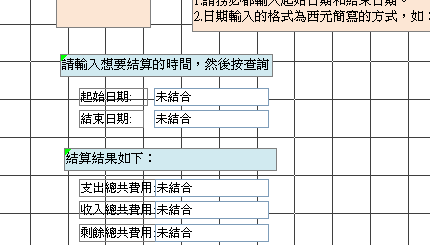 1.請務必都輸入起始日期和結束日期。
2.日期輸入的格式為西元簡寫的方式，如：
請輸入想要結算的時間，然後按查詢
起始日期: 未結合
結束日期: 未結合
結算結果如下：
支出總共費用: 未結合
收入總共費用: 未結合
剩餘總共費用: 未結合